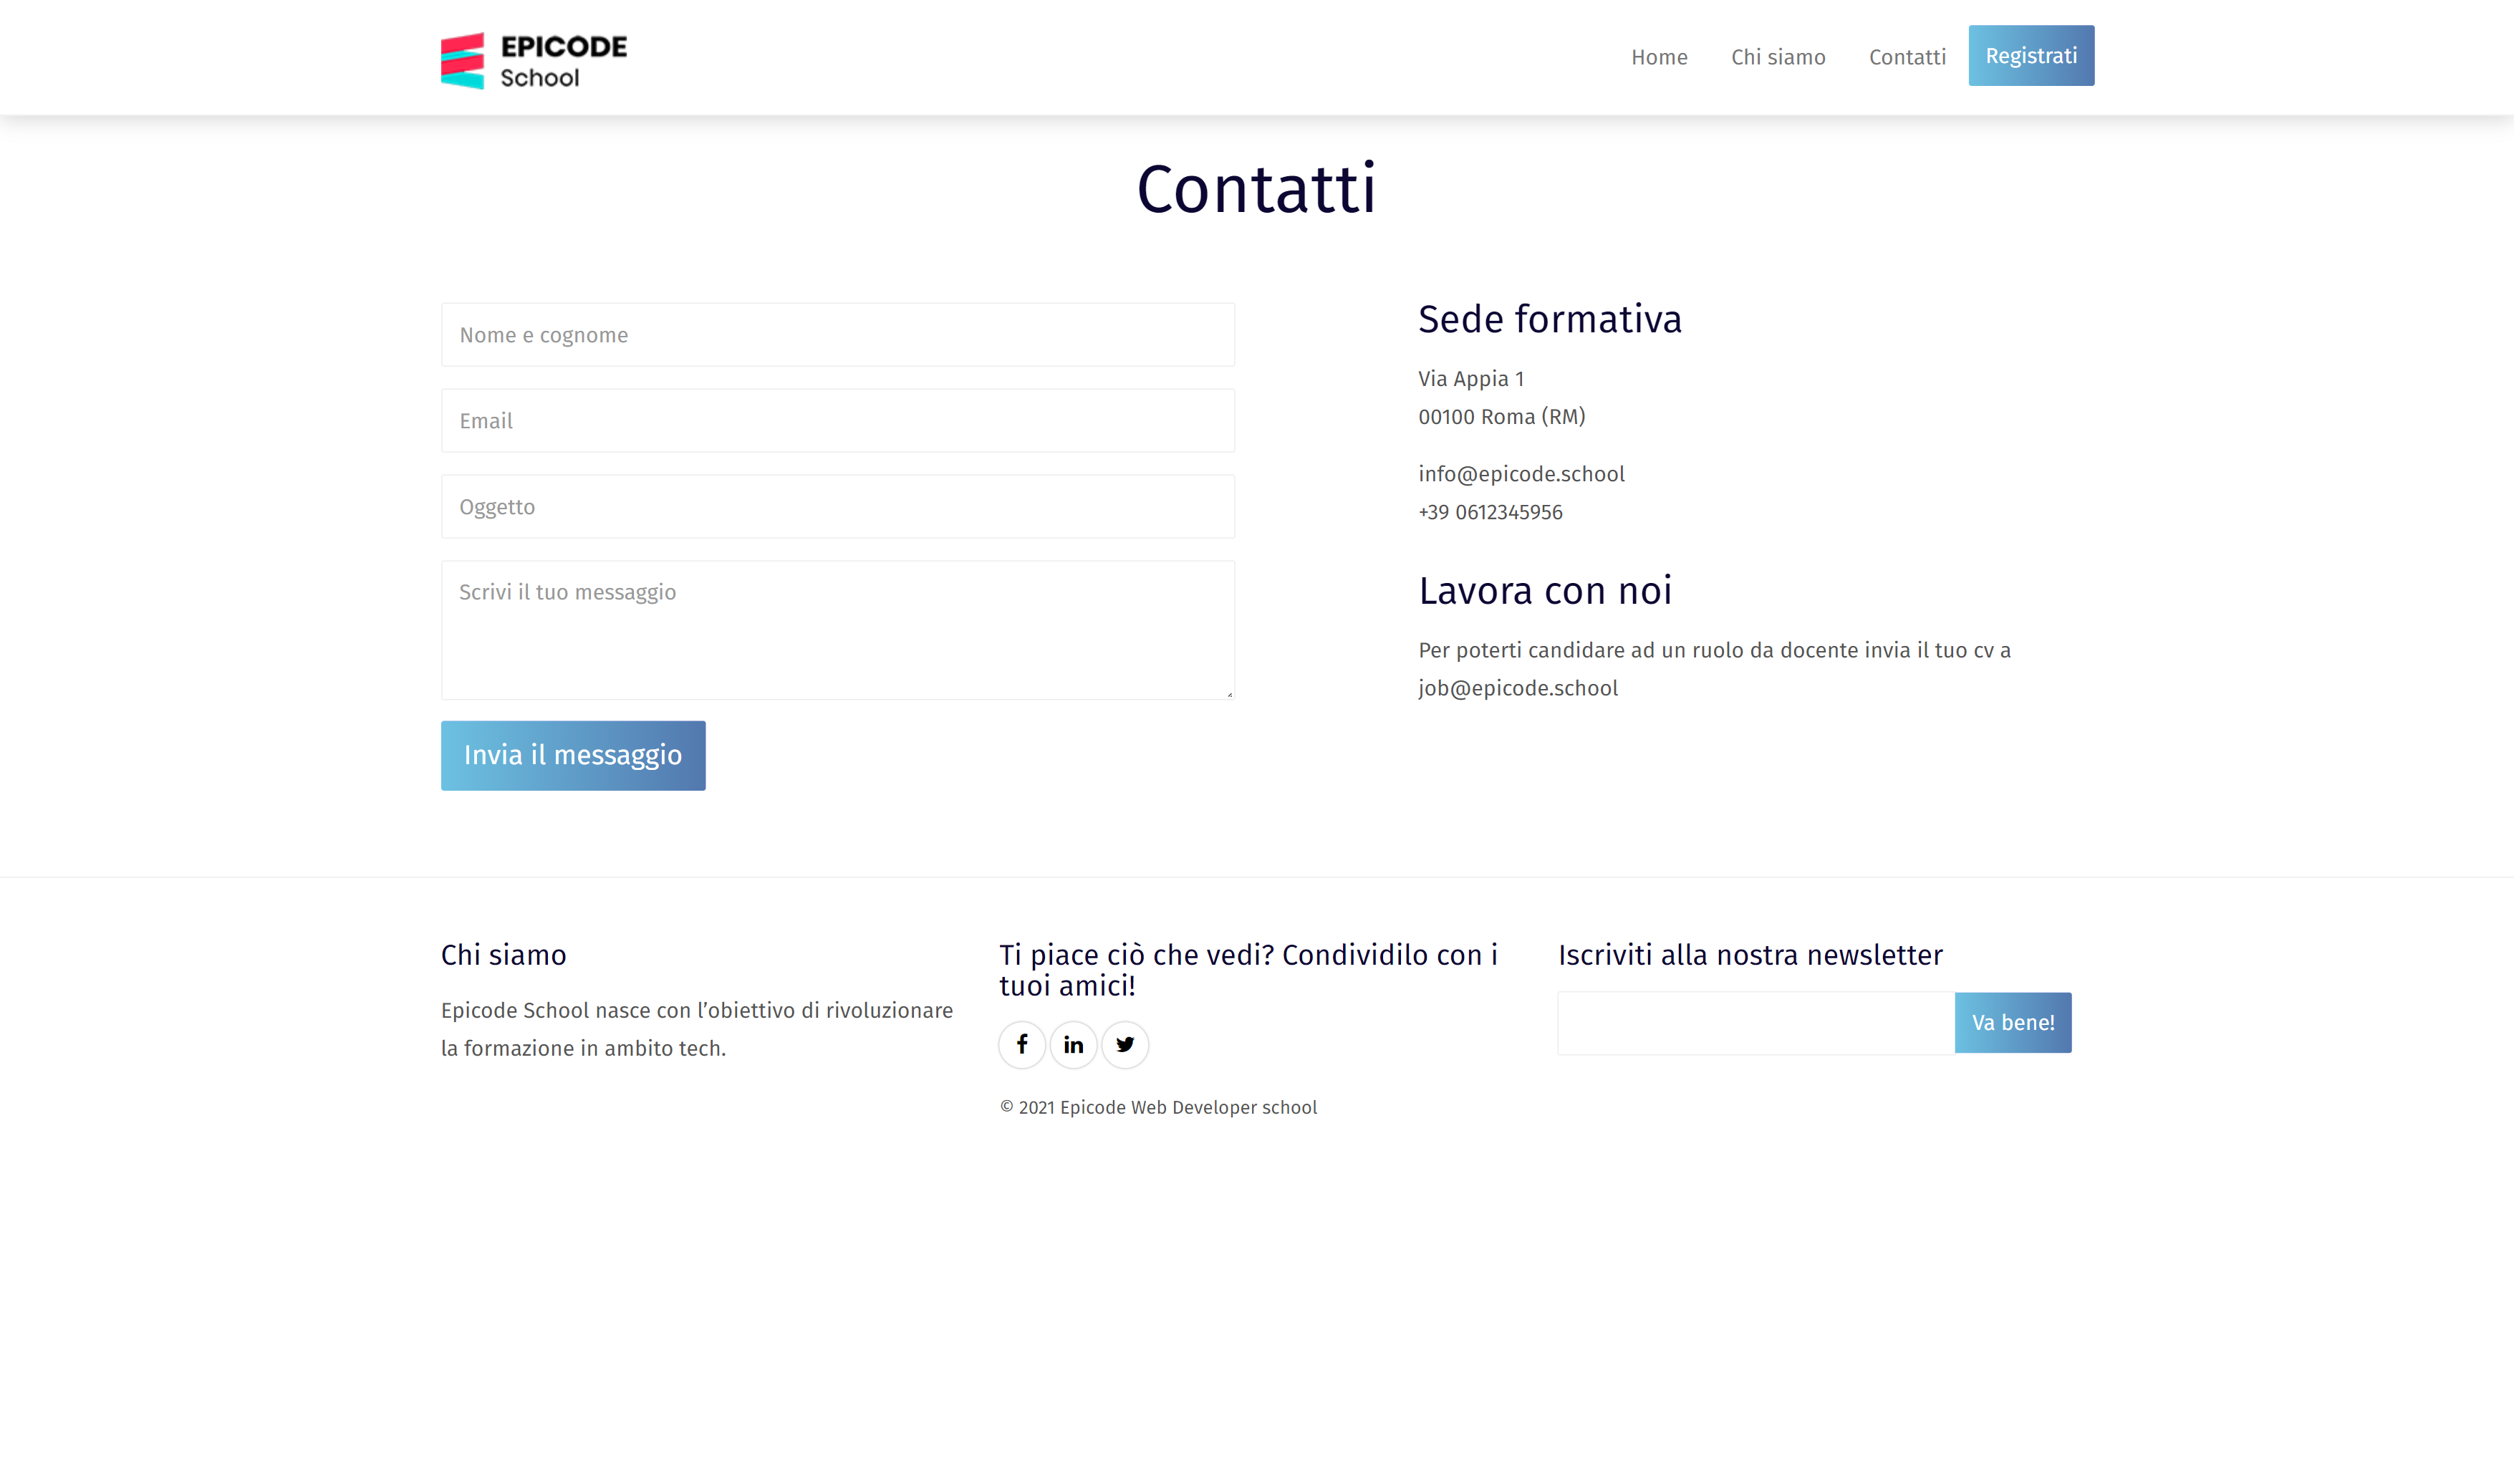 EPICODE
School
Home
Chi siamo
Contatti
Registrati
Contatti
Nome e cognome
Email
Oggetto
Scrivi il tuo messaggio
Invia il messaggio
Sede formativa
Via Appia 1
00100 Roma (RM)
info@epicode.school
+39 0612345956
Lavora con noi
Per poterti candidare ad un ruolo da docente invia il tuo cv a
job@epicode.school
Chi siamo
Epicode School nasce con l’obiettivo di rivoluzionare
la formazione in ambito tech.
Ti piace ciò che vedi? Condividilo con i
tuoi amici!
© 2021 Epicode Web Developer school
Iscriviti alla nostra newsletter
Va bene!